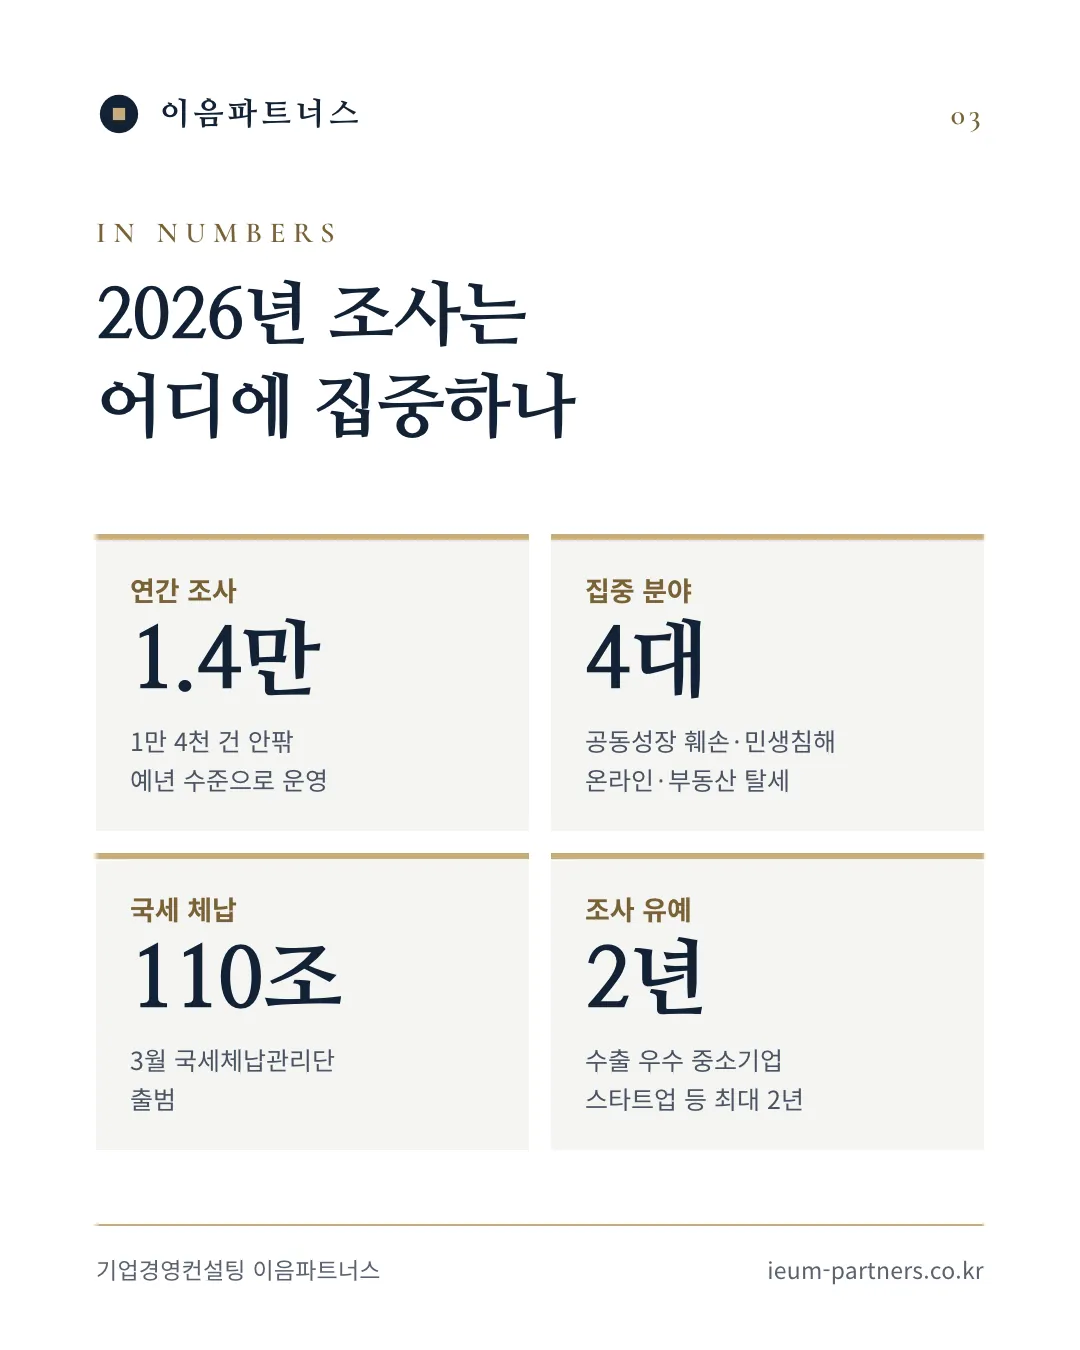 이음파트너스
03
IN NUMBERS
2026년 조사는
어디에 집중하나
연간 조사
1.4만
1만 4천 건 안팎
예년 수준으로 운영
집중 분야
4대
공동성장 훼손·민생침해
온라인·부동산 탈세
국세 체납
110조
3월 국세체납관리단
출범
조사 유예
2년
수출 우수 중소기업
스타트업 등 최대 2년
기업경영컨설팅 이음파트너스
ieum-partners.co.kr